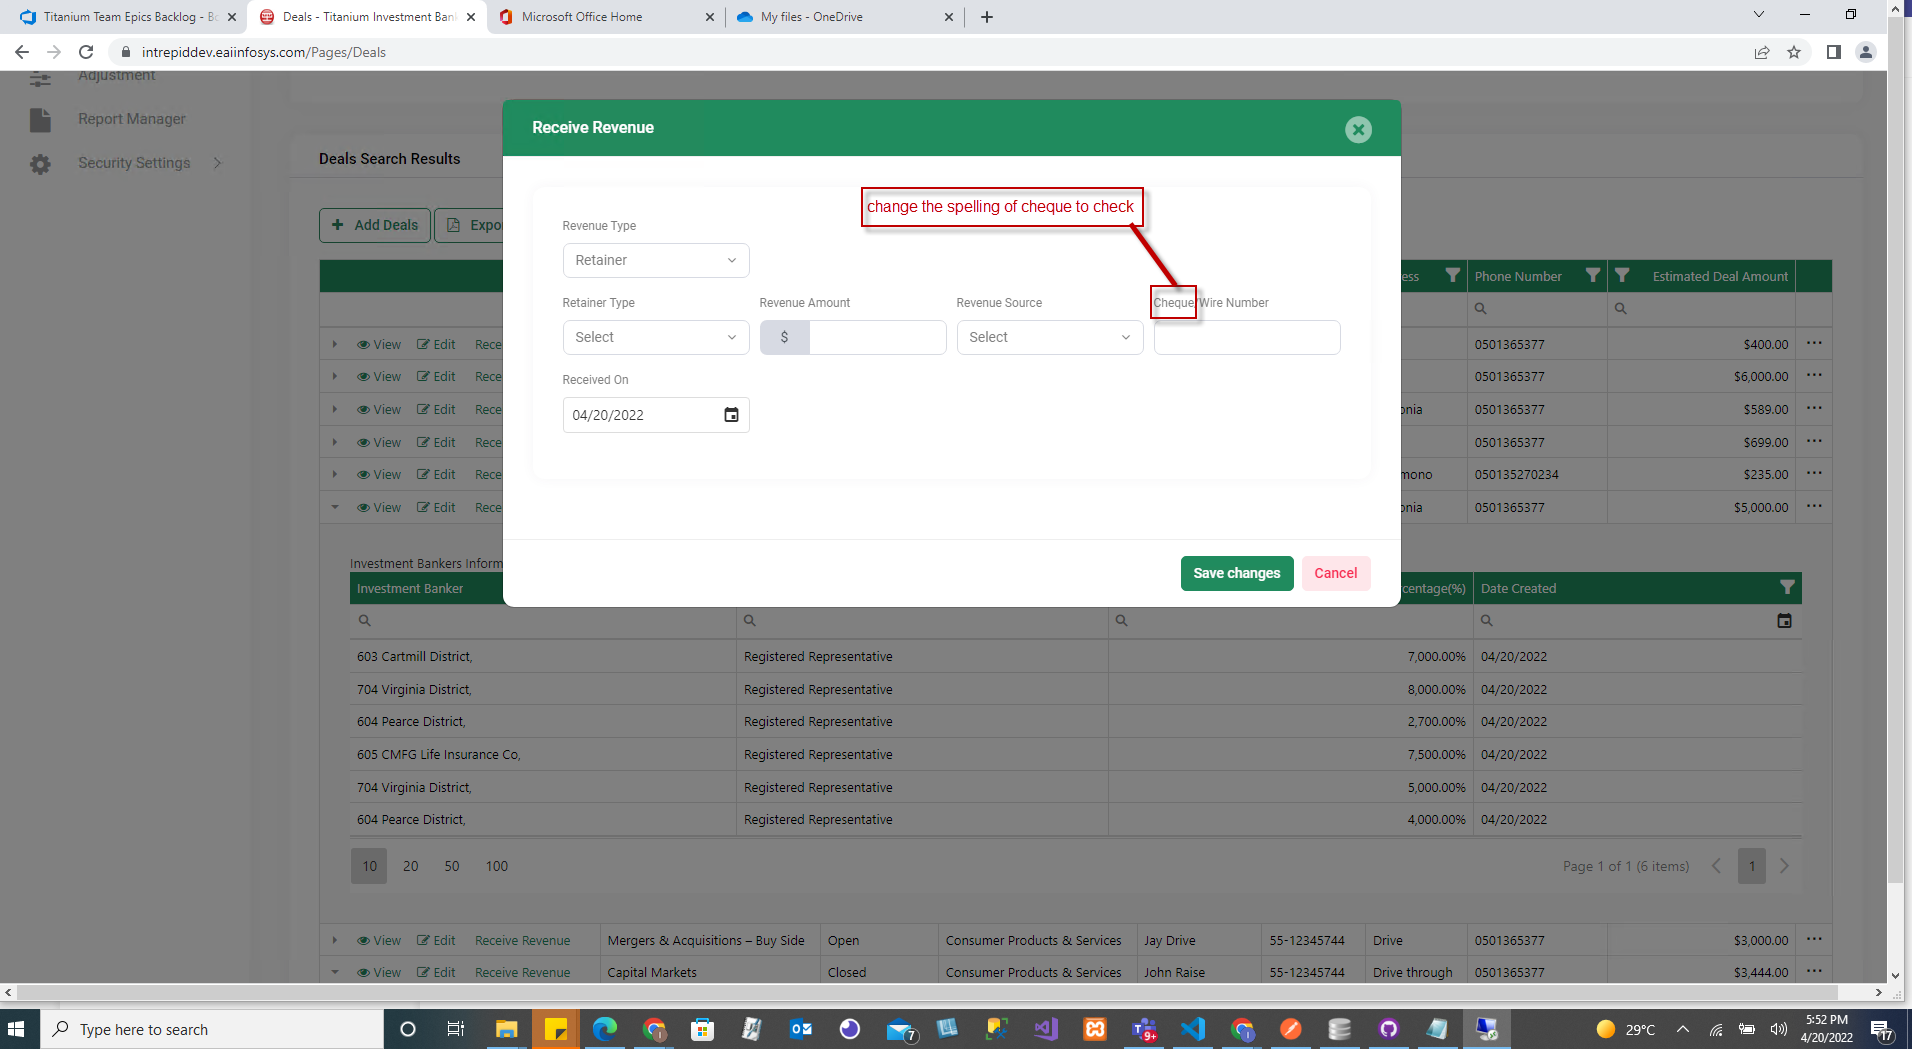 Titanium Team Epics Backlog - Bo
Deals - Titanium Investment Bank
Microsoft Office Home
My files - OneDrive
intrepiddev.eaiinfosys.com/Pages/Deals
Adjustment
Report Manager
Security Settings
Deals Search Results
Add Deals
Expo
Receive Revenue
change the spelling of cheque to check
Revenue Type
Retainer
Retainer Type
Revenue Amount
Revenue Source
Cheque/Wire Number
Select
$
Select
Received On
04/20/2022
Save changes
Cancel
ess
Phone Number
Estimated Deal Amount
View Edit Rece 0501365377 $400.00 ...
View Edit Rece 0501365377 $6,000.00 ...
View Edit Rece onia 0501365377 $589.00 ...
View Edit Rece 0501365377 $699.00 ...
View Edit Rece mono 050135270234 $235.00 ...
View Edit Rece onia 0501365377 $5,000.00 ...
Investment Bankers Inform
Investment Banker
rcentage(%)
Date Created
603 Cartmill District, Registered Representative 7,000.00% 04/20/2022
704 Virginia District, Registered Representative 8,000.00% 04/20/2022
604 Pearce District, Registered Representative 2,700.00% 04/20/2022
605 CMFG Life Insurance Co, Registered Representative 7,500.00% 04/20/2022
704 Virginia District, Registered Representative 5,000.00% 04/20/2022
604 Pearce District, Registered Representative 4,000.00% 04/20/2022
10 20 50 100
Page 1 of 1 (6 items) 1
View Edit Receive Revenue Mergers & Acquisitions – Buy Side Open Consumer Products & Services Jay Drive 55-12345744 Drive 0501365377 $3,000.00 ...
View Edit Receive Revenue Capital Markets Closed Consumer Products & Services John Raise 55-12345744 Drive through 0501365377 $3,444.00 ...
Type here to search
7
9+
29°C
5:52 PM
4/20/2022
17